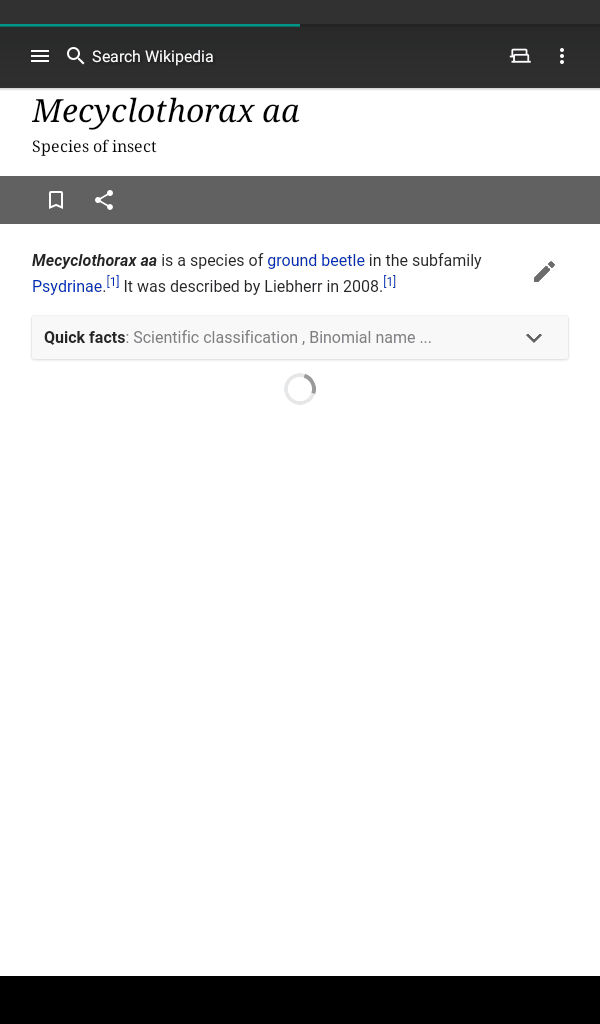 Search Wikipedia
Mecyclothorax aa
Species of insect
Mecyclothorax aa is a species of ground beetle in the subfamily
Psydrinae.[1] It was described by Liebherr in 2008.[1]
Quick facts: Scientific classification , Binomial name ...